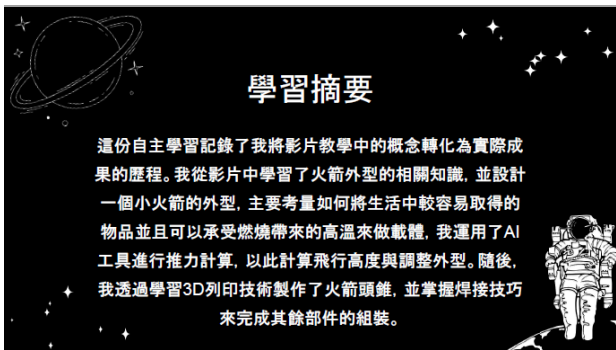 學習摘要
這份自主學習記錄了我將影片教學中的概念轉化為實際成
果的歷程。我從影片中學習了火箭外型的相關知識, 並設計
一個小火箭的外型, 主要考量如何將生活中較容易取得的
物品並且可以承受燃燒帶來的高溫來做載體, 我運用了AI
工具進行推力計算, 以此計算飛行高度與調整外型。隨後,
我透過學習3D列印技術製作了火箭頭錐, 並掌握焊接技巧
來完成其餘部件的組裝。